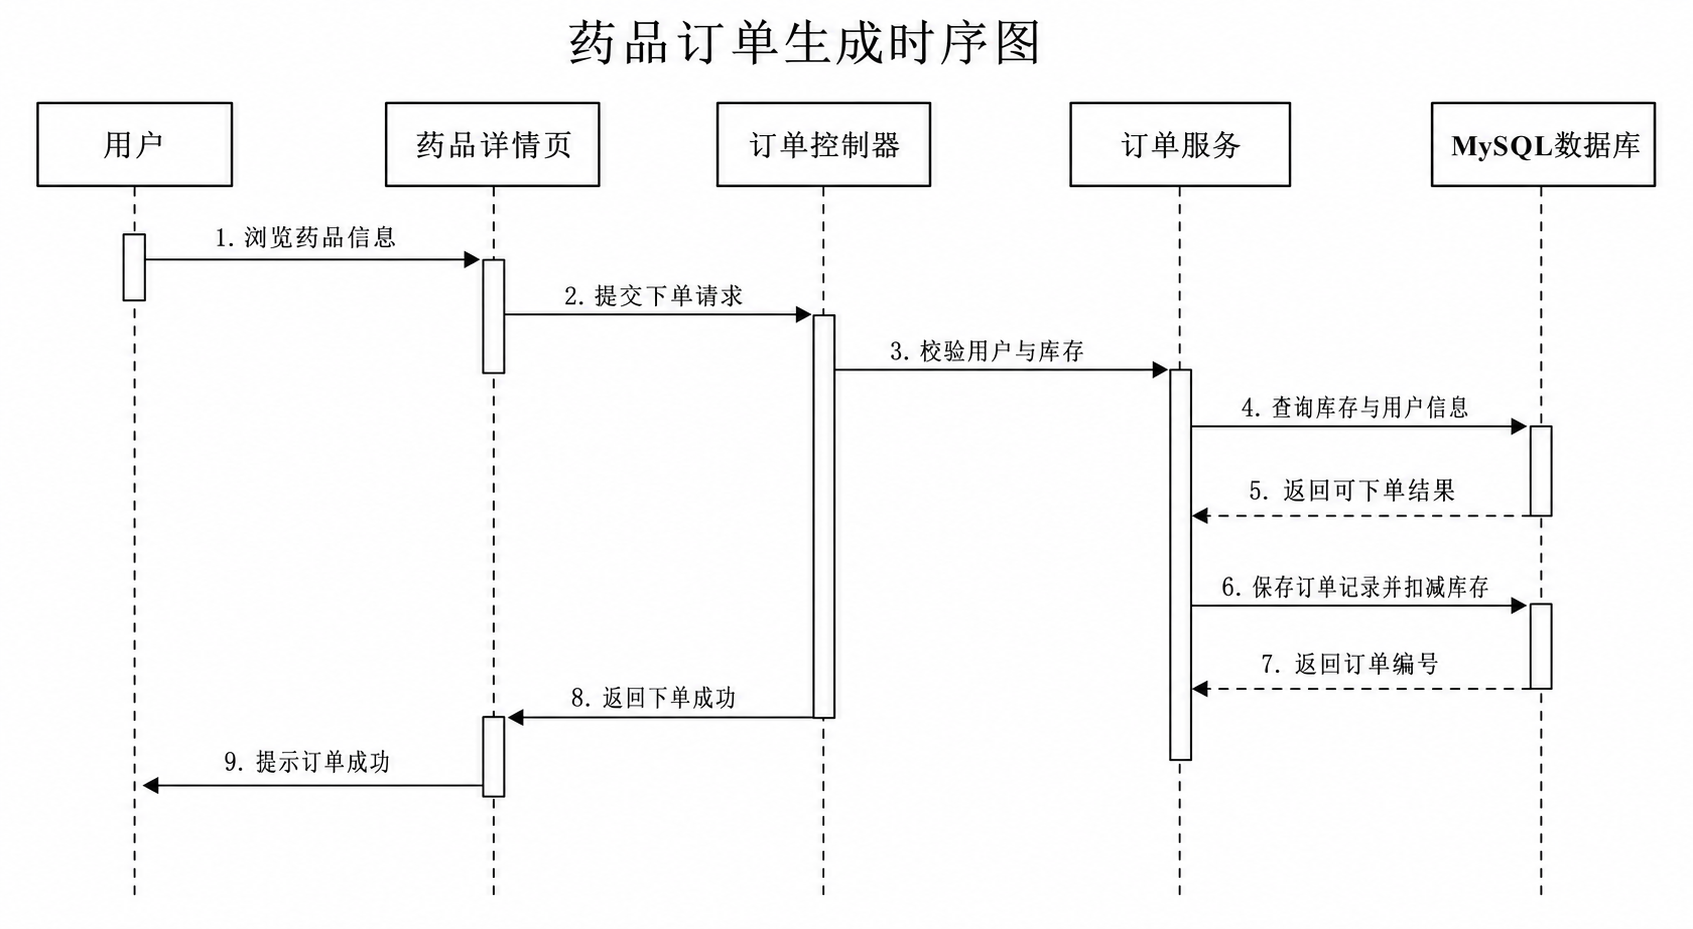 药品订单生成时序图
用户
药品详情页
订单控制器
订单服务
MySQL数据库
1. 浏览药品信息
2. 提交下单请求
3. 校验用户与库存
4. 查询库存与用户信息
5. 返回可下单结果
6. 保存订单记录并扣减库存
7. 返回订单编号
8. 返回下单成功
9. 提示订单成功